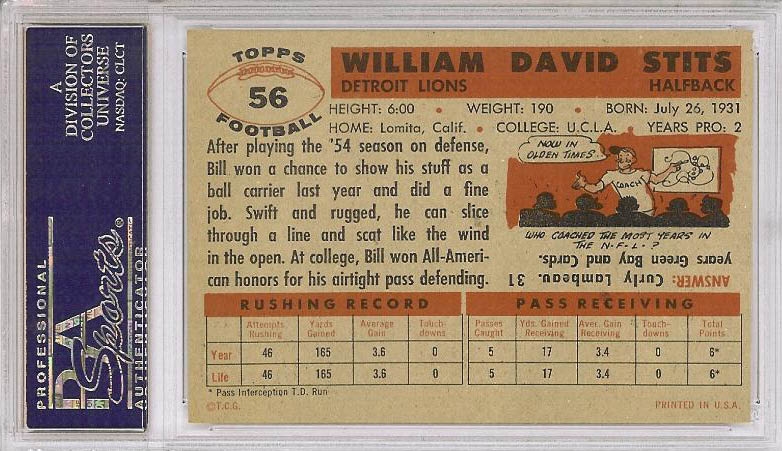 A
DIVISION OF
COLLECTORS
UNIVERSE
NASDAQ: CLCT
PROFESSIONAL
PSA Sports®
AUTHENTICATOR
TOPPS
56
FOOTBALL
WILLIAM DAVID STITS
DETROIT LIONS HALFBACK
HEIGHT: 6:00 • WEIGHT: 190 • BORN: July 26, 1931
HOME: Lomita, Calif. • COLLEGE: U.C.L.A. YEARS PRO: 2
After playing the '54 season on defense,
Bill won a chance to show his stuff as a
ball carrier last year and did a fine
job. Swift and rugged, he can slice
through a line and scat like the wind
in the open. At college, Bill won All-Ameri-
can honors for his airtight pass defending.
NOW IN
OLDEN TIMES..
COACH
WHO COACHED THE MOST YEARS IN
THE N-F-L-?
ANSWER: Curly Lambeau. 31
years Green Bay and Cards.
RUSHING RECORD PASS RECEIVING
Attempts Rushing Yards Gained Average Gain Touch-downs Passes Caught Yds. Gained Receiving Aver. Gain Receiving Touch-downs Total Points
Year 46 165 3.6 0 5 17 3.4 0 6*
Life 46 165 3.6 0 5 17 3.4 0 6*
* Pass Interception T.D. Run
©T.C.G. PRINTED IN U.S.A.